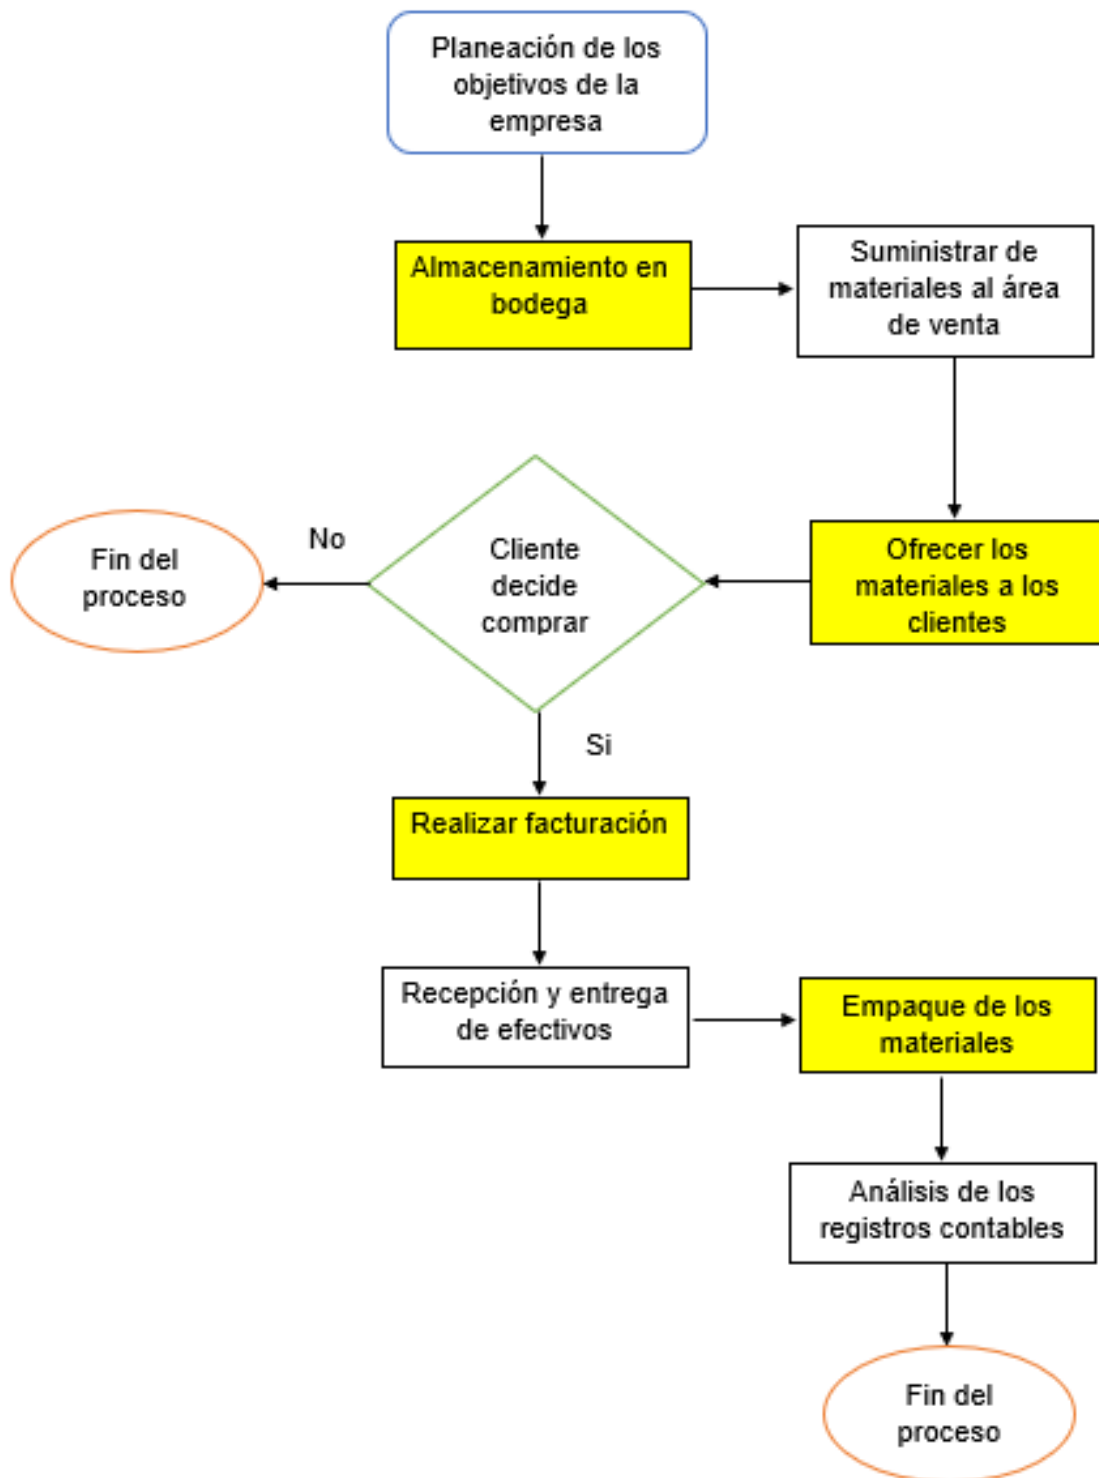 Planeación de los
objetivos de la
empresa
Almacenamiento en
bodega
Suministrar de
materiales al área
de venta
Ofrecer los
materiales a los
clientes
Cliente
decide
comprar
No
Fin del
proceso
Si
Realizar facturación
Recepción y entrega
de efectivos
Empaque de los
materiales
Análisis de los
registros contables
Fin del
proceso